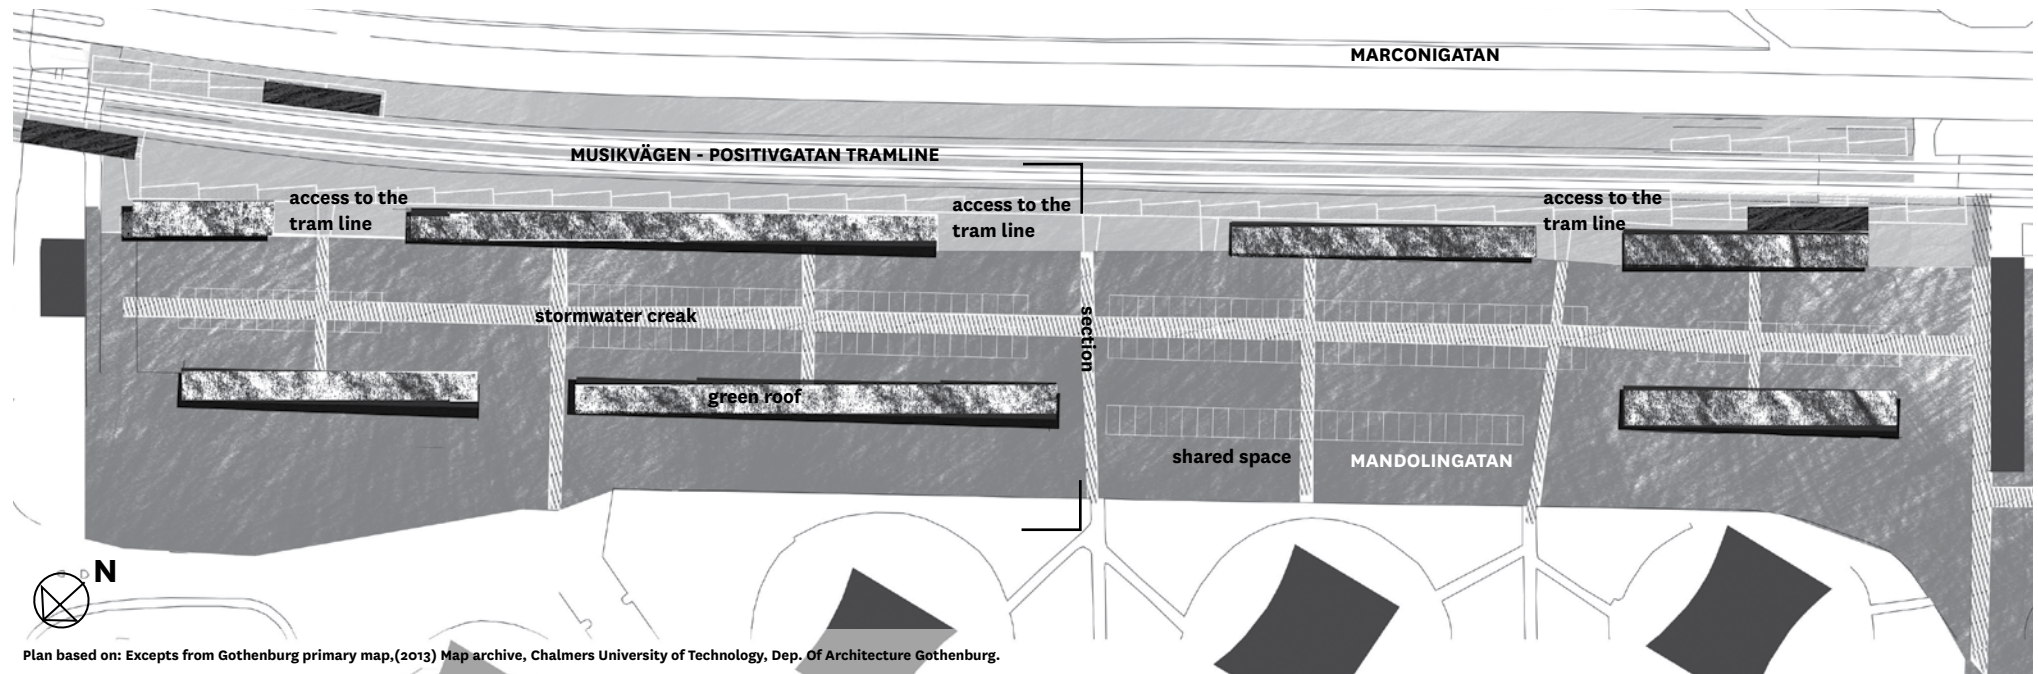 MARCONIGATAN
MUSIKVÄGEN - POSITIVGATAN TRAMLINE
access to the
tram line
access to the
tram line
access to the
tram line
stormwater creak
section
green roof
shared space
MANDOLINGATAN
N
Plan based on: Excepts from Gothenburg primary map,(2013) Map archive, Chalmers University of Technology, Dep. Of Architecture Gothenburg.